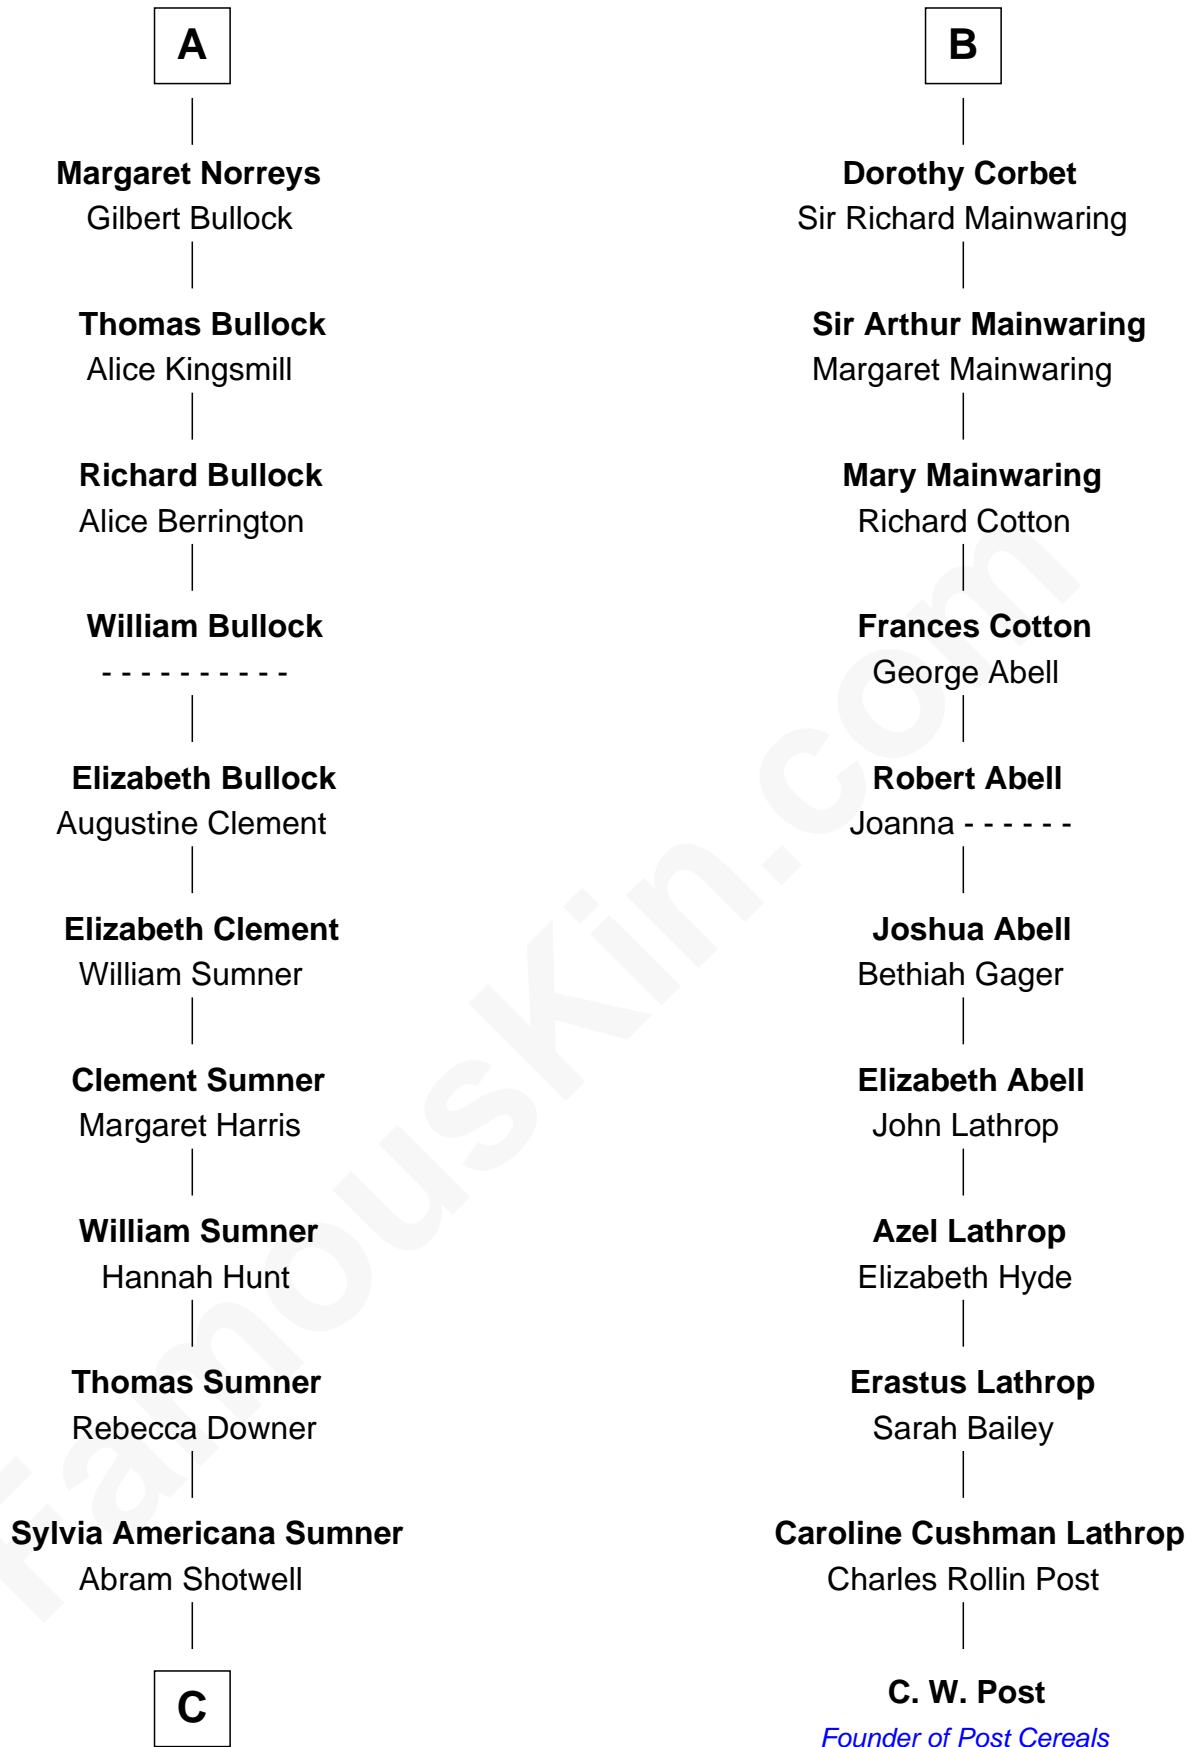 A
Margaret Norreys
Gilbert Bullock
Thomas Bullock
Alice Kingsmill
Richard Bullock
Alice Berrington
William Bullock
- - - - - - - - - -
Elizabeth Bullock
Augustine Clement
Elizabeth Clement
William Sumner
Clement Sumner
Margaret Harris
William Sumner
Hannah Hunt
Thomas Sumner
Rebecca Downer
Sylvia Americana Sumner
Abram Shotwell
C
B
Dorothy Corbet
Sir Richard Mainwaring
Sir Arthur Mainwaring
Margaret Mainwaring
Mary Mainwaring
Richard Cotton
Frances Cotton
George Abell
Robert Abell
Joanna - - - - - -
Joshua Abell
Bethiah Gager
Elizabeth Abell
John Lathrop
Azel Lathrop
Elizabeth Hyde
Erastus Lathrop
Sarah Bailey
Caroline Cushman Lathrop
Charles Rollin Post
C. W. Post
Founder of Post Cereals
FamousKin.com